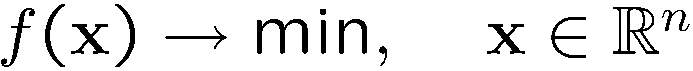 f(x) → min, x ∈ ℝⁿ